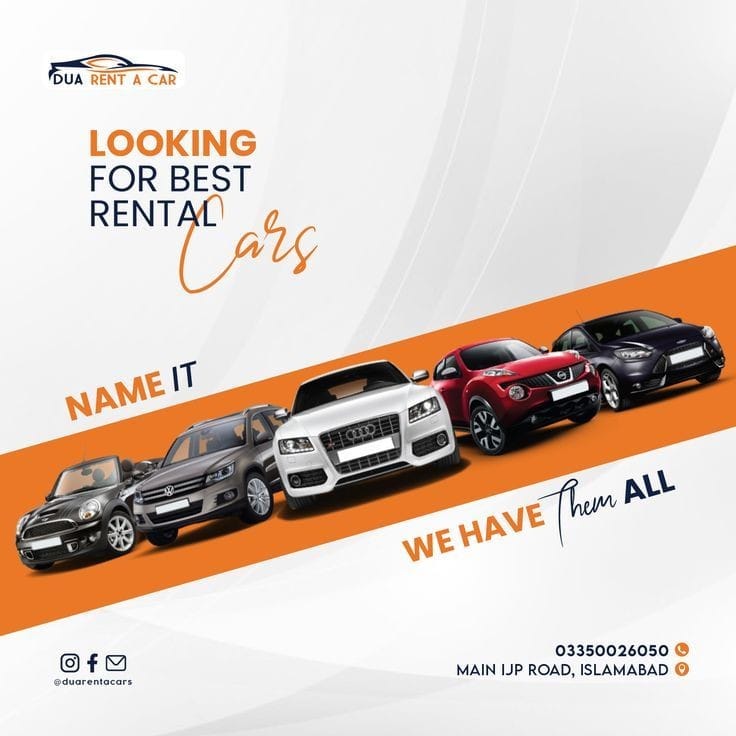 DUA RENT A CAR
LOOKING
FOR BEST
RENTAL
Cars
NAME IT
WE HAVE Them ALL
03350026050
MAIN IJP ROAD, ISLAMABAD
@duarentacars